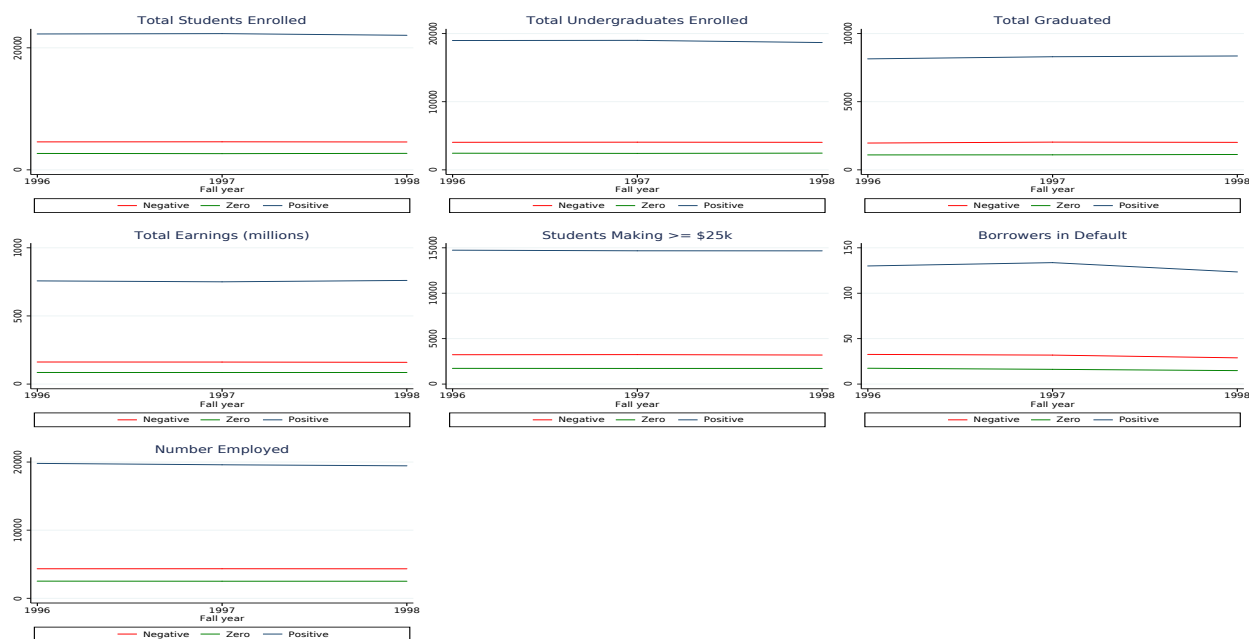 Total Students Enrolled
20000
0
1996 1997 1998
Fall year
Negative Zero Positive
Total Undergraduates Enrolled
20000
10000
0
1996 1997 1998
Fall year
Negative Zero Positive
Total Graduated
10000
5000
0
1996 1997 1998
Fall year
Negative Zero Positive
Total Earnings (millions)
1000
500
0
1996 1997 1998
Fall year
Negative Zero Positive
Students Making >= $25k
15000
10000
5000
0
1996 1997 1998
Fall year
Negative Zero Positive
Borrowers in Default
150
100
50
0
1996 1997 1998
Fall year
Negative Zero Positive
Number Employed
20000
10000
0
1996 1997 1998
Fall year
Negative Zero Positive